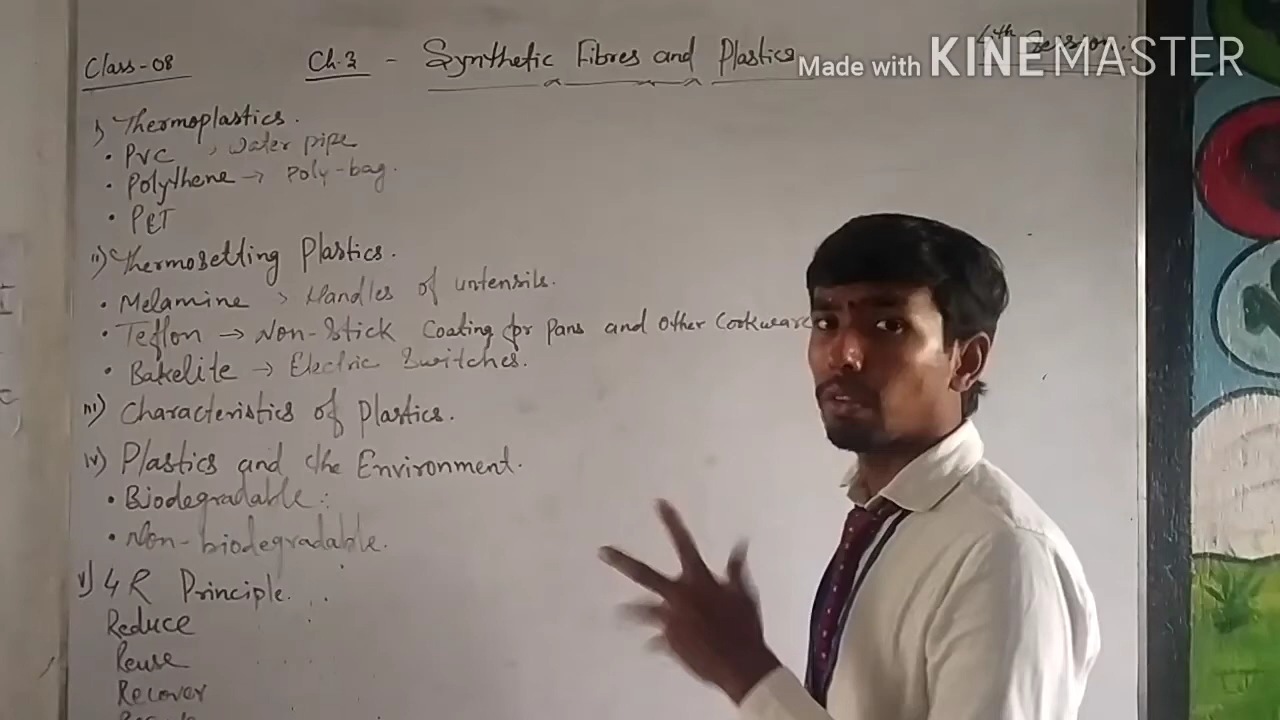 Class-08 Ch.3 - Synthetic Fibres and Plastics 4th Session:
Made with KINEMASTER
i) Thermoplastics.
• PVC → water pipe
• Polythene → Poly-bag.
• PET
ii) Thermosetting Plastics.
• Melamine → Handles of untensils.
• Teflon → Non-Stick Coating for Pans and other Cookware
• Bakelite → Electric Switches.
iii) Characteristics of Plastics.
iv) Plastics and the Environment.
• Biodegradable:
• Non-biodegradable.
v) 4 R Principle.
Reduce
Reuse
Recover